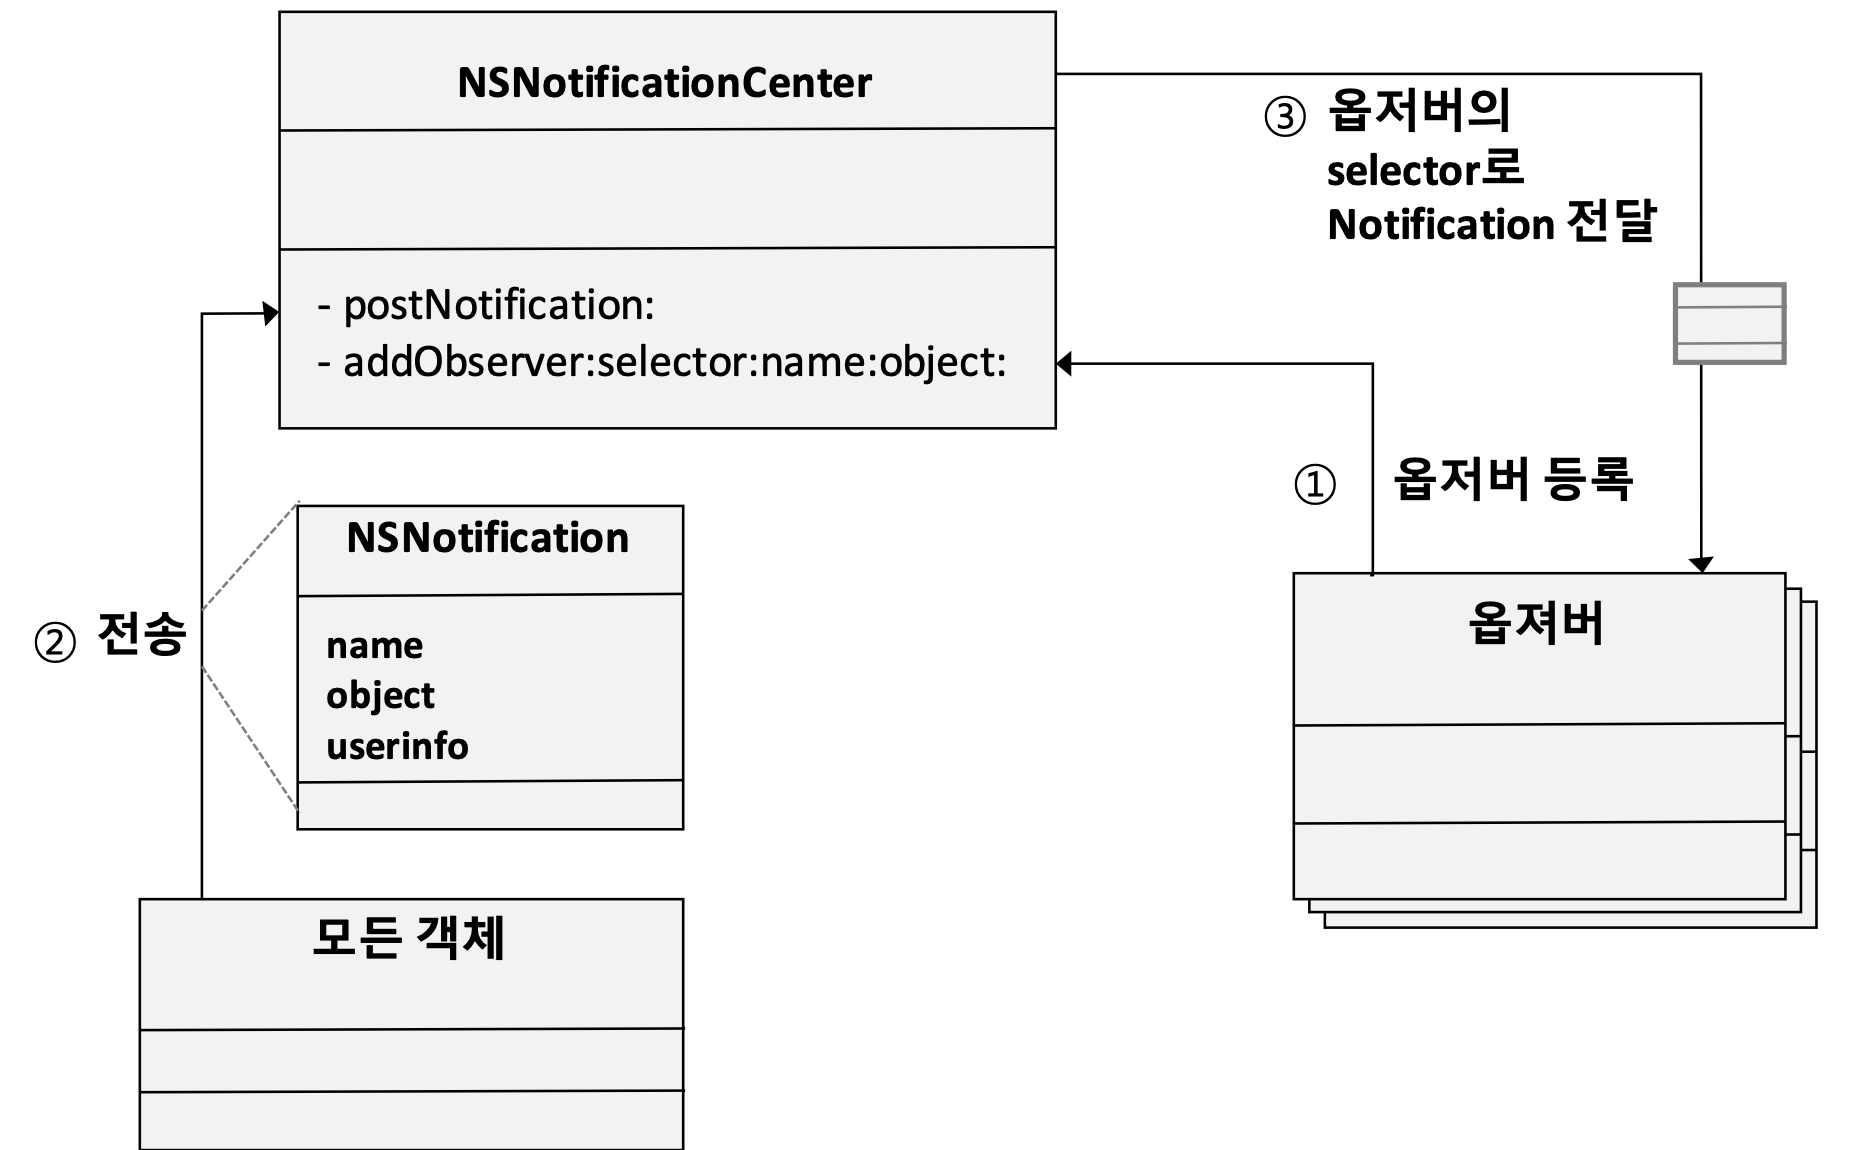 NSNotificationCenter
- postNotification:
- addObserver:selector:name:object:
③ 옵저버의
selector로
Notification 전달
① 옵저버 등록
NSNotification
name
object
userinfo
② 전송
옵져버
모든 객체